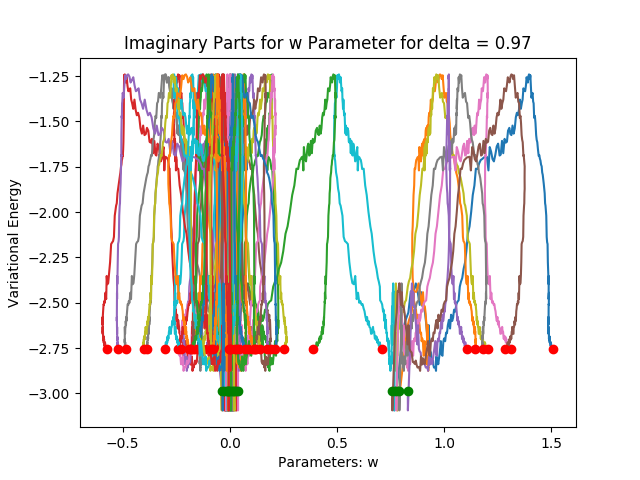 Imaginary Parts for w Parameter for delta = 0.97
Variational Energy
−1.25
−1.50
−1.75
−2.00
−2.25
−2.50
−2.75
−3.00
−0.5 0.0 0.5 1.0 1.5
Parameters: w